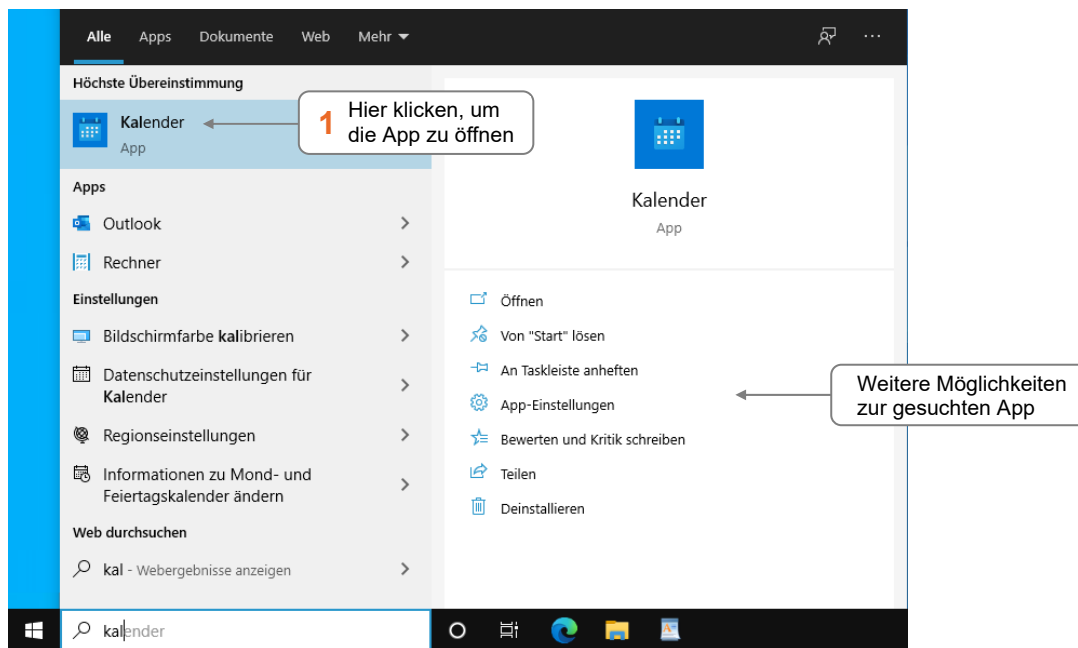 Alle Apps Dokumente Web Mehr
Höchste Übereinstimmung
Kalender
App
1 Hier klicken, um
die App zu öffnen
Apps
Outlook
Rechner
Einstellungen
Bildschirmfarbe kalibrieren
Datenschutzeinstellungen für
Kalender
Regionseinstellungen
Informationen zu Mond- und
Feiertagskalender ändern
Web durchsuchen
kal - Webergebnisse anzeigen
kalender
Kalender
App
Öffnen
Von "Start" lösen
An Taskleiste anheften
App-Einstellungen
Bewerten und Kritik schreiben
Teilen
Deinstallieren
Weitere Möglichkeiten
zur gesuchten App